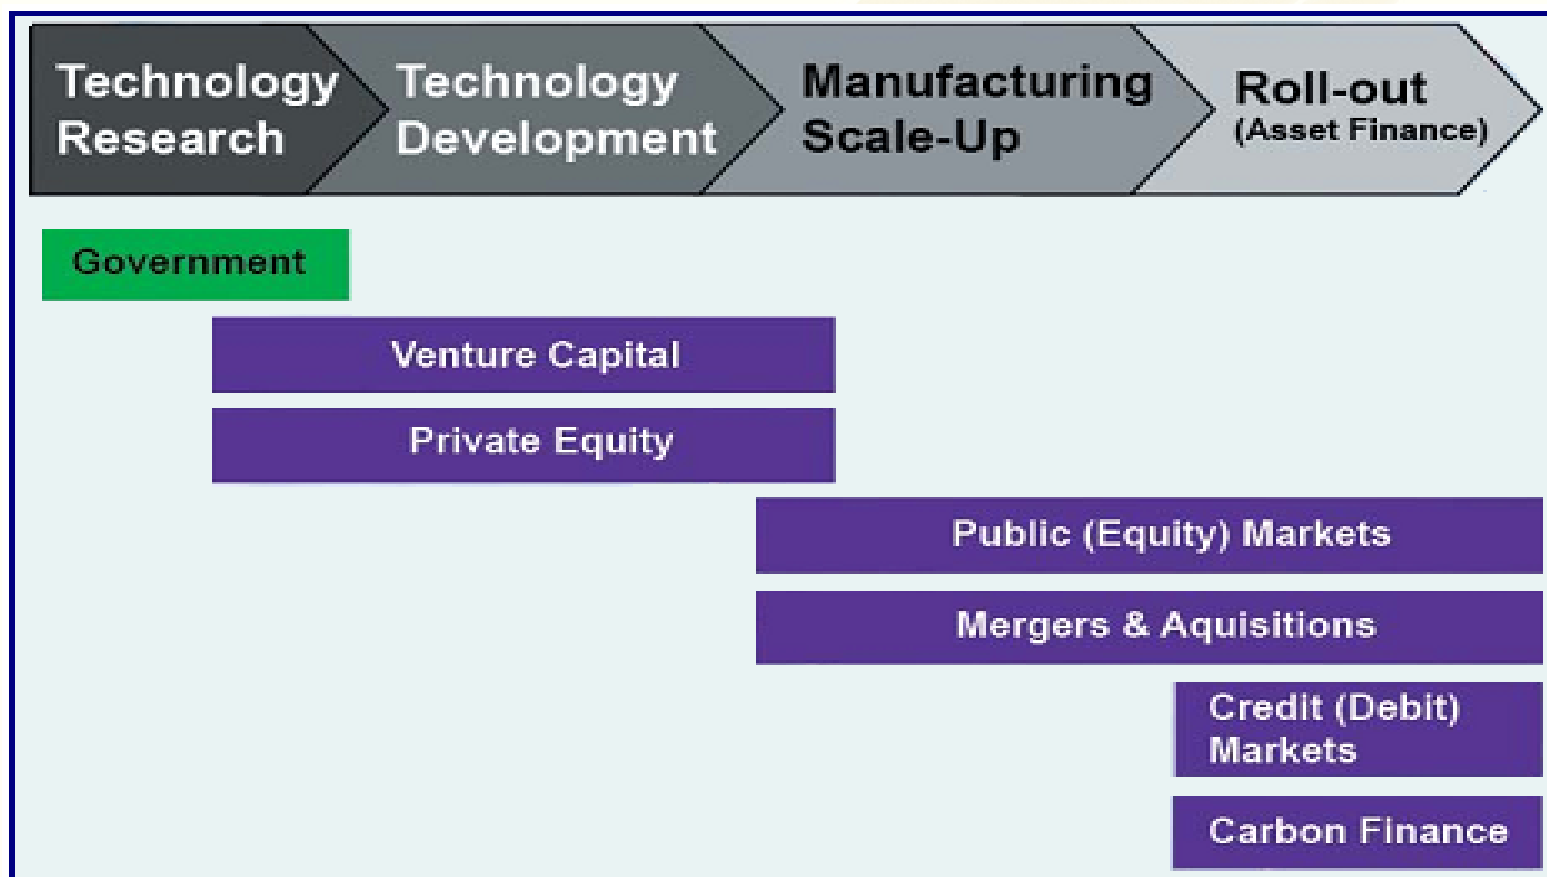 Technology
Research
Technology
Development
Manufacturing
Scale-Up
Roll-out
(Asset Finance)
Government
Venture Capital
Private Equity
Public (Equity) Markets
Mergers & Aquisitions
Credit (Debit)
Markets
Carbon Finance